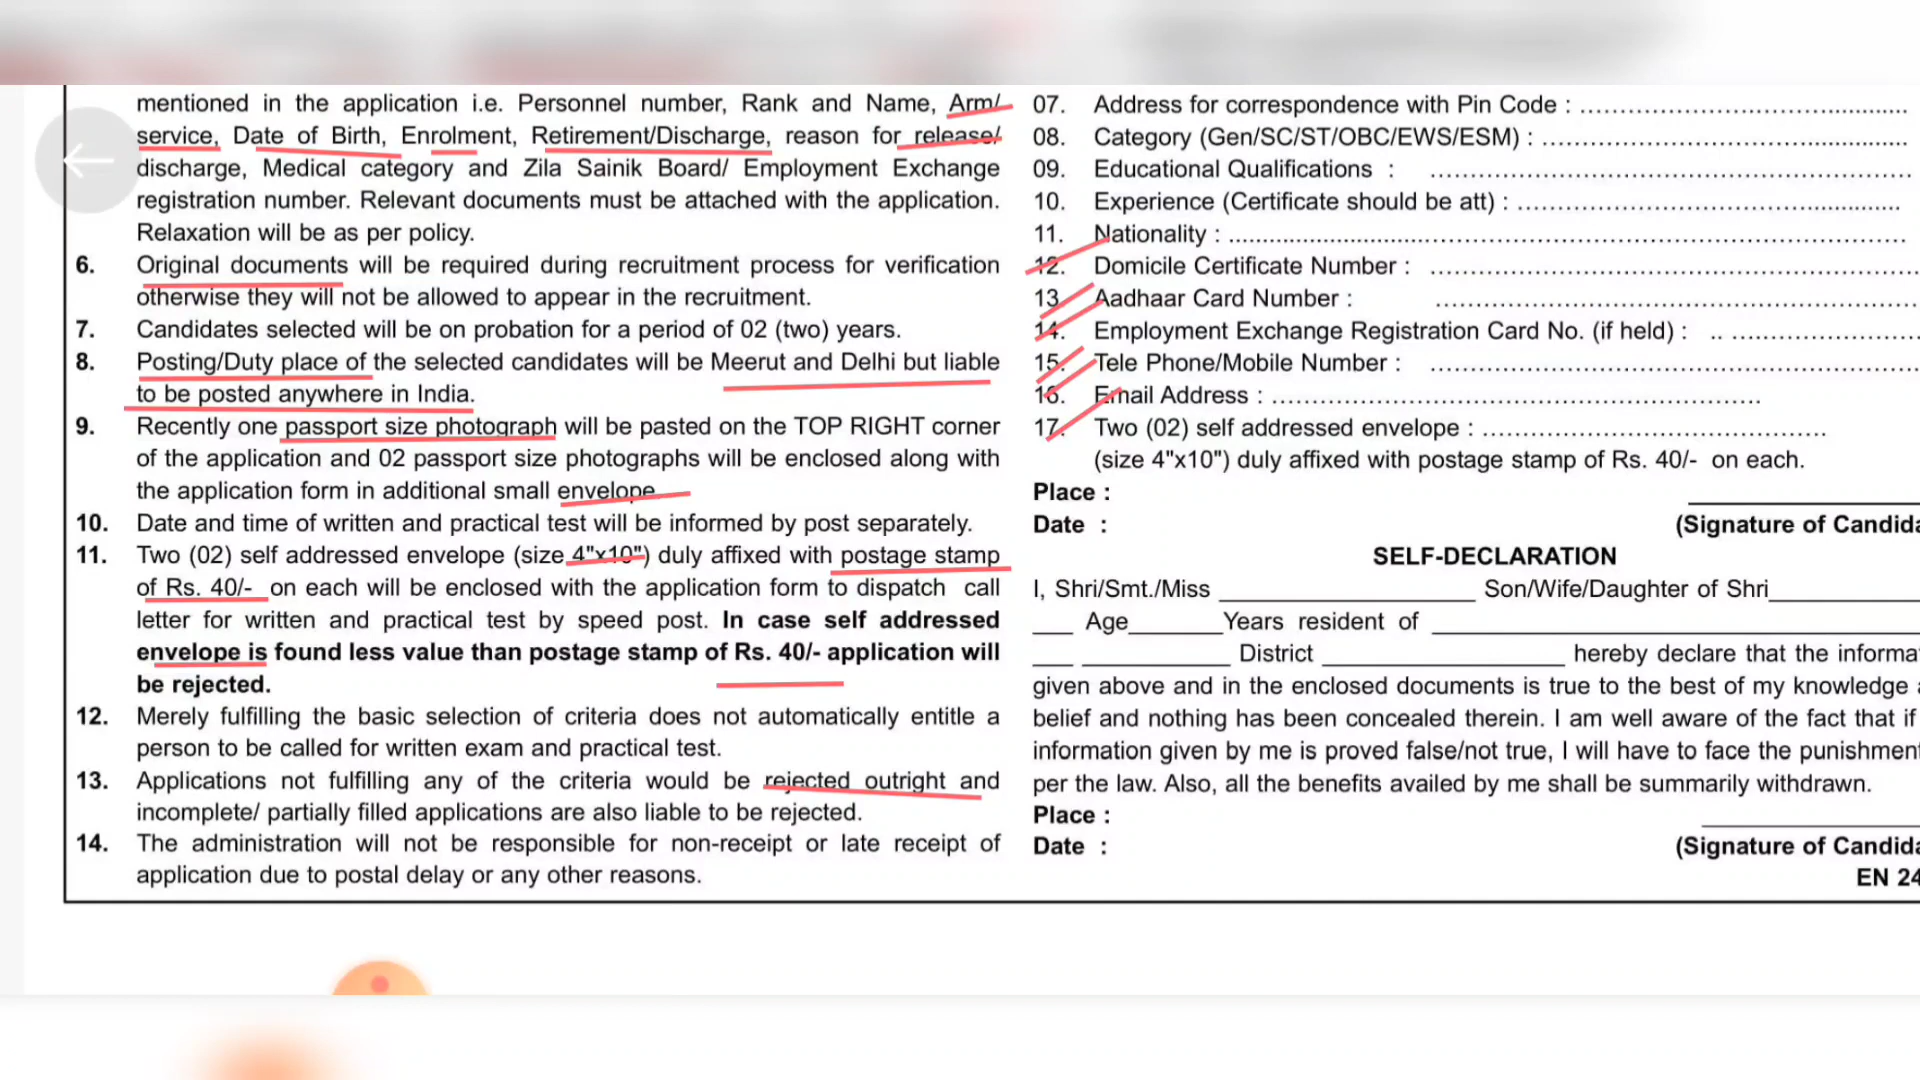 mentioned in the application i.e. Personnel number, Rank and Name, Arm/
service, Date of Birth, Enrolment, Retirement/Discharge, reason for release/
discharge, Medical category and Zila Sainik Board/ Employment Exchange
registration number. Relevant documents must be attached with the application.
Relaxation will be as per policy.
6. Original documents will be required during recruitment process for verification
otherwise they will not be allowed to appear in the recruitment.
7. Candidates selected will be on probation for a period of 02 (two) years.
8. Posting/Duty place of the selected candidates will be Meerut and Delhi but liable
to be posted anywhere in India.
9. Recently one passport size photograph will be pasted on the TOP RIGHT corner
of the application and 02 passport size photographs will be enclosed along with
the application form in additional small envelope
10. Date and time of written and practical test will be informed by post separately.
11. Two (02) self addressed envelope (size 4"x10") duly affixed with postage stamp
of Rs. 40/- on each will be enclosed with the application form to dispatch call
letter for written and practical test by speed post. In case self addressed
envelope is found less value than postage stamp of Rs. 40/- application will
be rejected.
12. Merely fulfilling the basic selection of criteria does not automatically entitle a
person to be called for written exam and practical test.
13. Applications not fulfilling any of the criteria would be rejected outright and
incomplete/ partially filled applications are also liable to be rejected.
14. The administration will not be responsible for non-receipt or late receipt of
application due to postal delay or any other reasons.
07. Address for correspondence with Pin Code : ................................................
08. Category (Gen/SC/ST/OBC/EWS/ESM) : ................................................
09. Educational Qualifications : ................................................
10. Experience (Certificate should be att) : ................................................
11. Nationality : ................................................
12. Domicile Certificate Number : ................................................
13. Aadhaar Card Number : ................................................
14. Employment Exchange Registration Card No. (if held) : .. ................................
15. Tele Phone/Mobile Number : ................................................
16. Email Address : ................................................
17. Two (02) self addressed envelope : ................................................
(size 4"x10") duly affixed with postage stamp of Rs. 40/- on each.
Place : ____________
Date : (Signature of Candida
SELF-DECLARATION
I, Shri/Smt./Miss ____________________ Son/Wife/Daughter of Shri____________
___ Age_______Years resident of ____________________________________
___ ___________ District __________________ hereby declare that the informa
given above and in the enclosed documents is true to the best of my knowledge a
belief and nothing has been concealed therein. I am well aware of the fact that if
information given by me is proved false/not true, I will have to face the punishment
per the law. Also, all the benefits availed by me shall be summarily withdrawn.
Place : ____________
Date : (Signature of Candida
EN 24